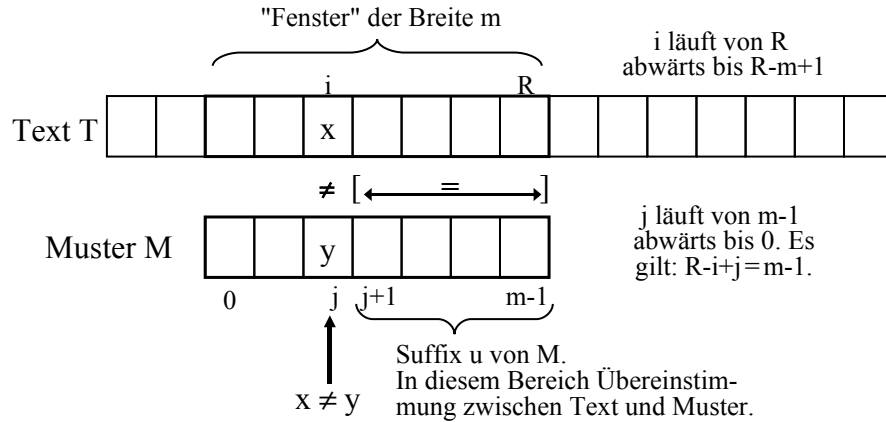 "Fenster" der Breite m
i läuft von R
abwärts bis R-m+1
i
R
Text T
x
≠ [ = ]
Muster M
y
j läuft von m-1
abwärts bis 0. Es
gilt: R-i+j=m-1.
0
j
j+1
m-1
Suffix u von M.
In diesem Bereich Übereinstim-
mung zwischen Text und Muster.
x ≠ y